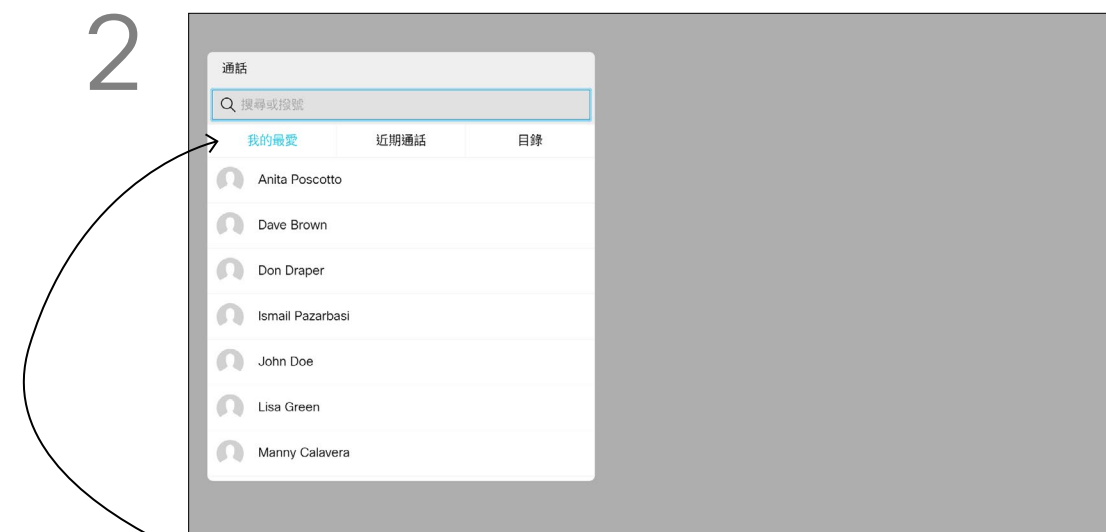 2
通話
搜尋或撥號
我的最愛 近期通話 目錄
Anita Poscotto
Dave Brown
Don Draper
Ismail Pazarbasi
John Doe
Lisa Green
Manny Calavera